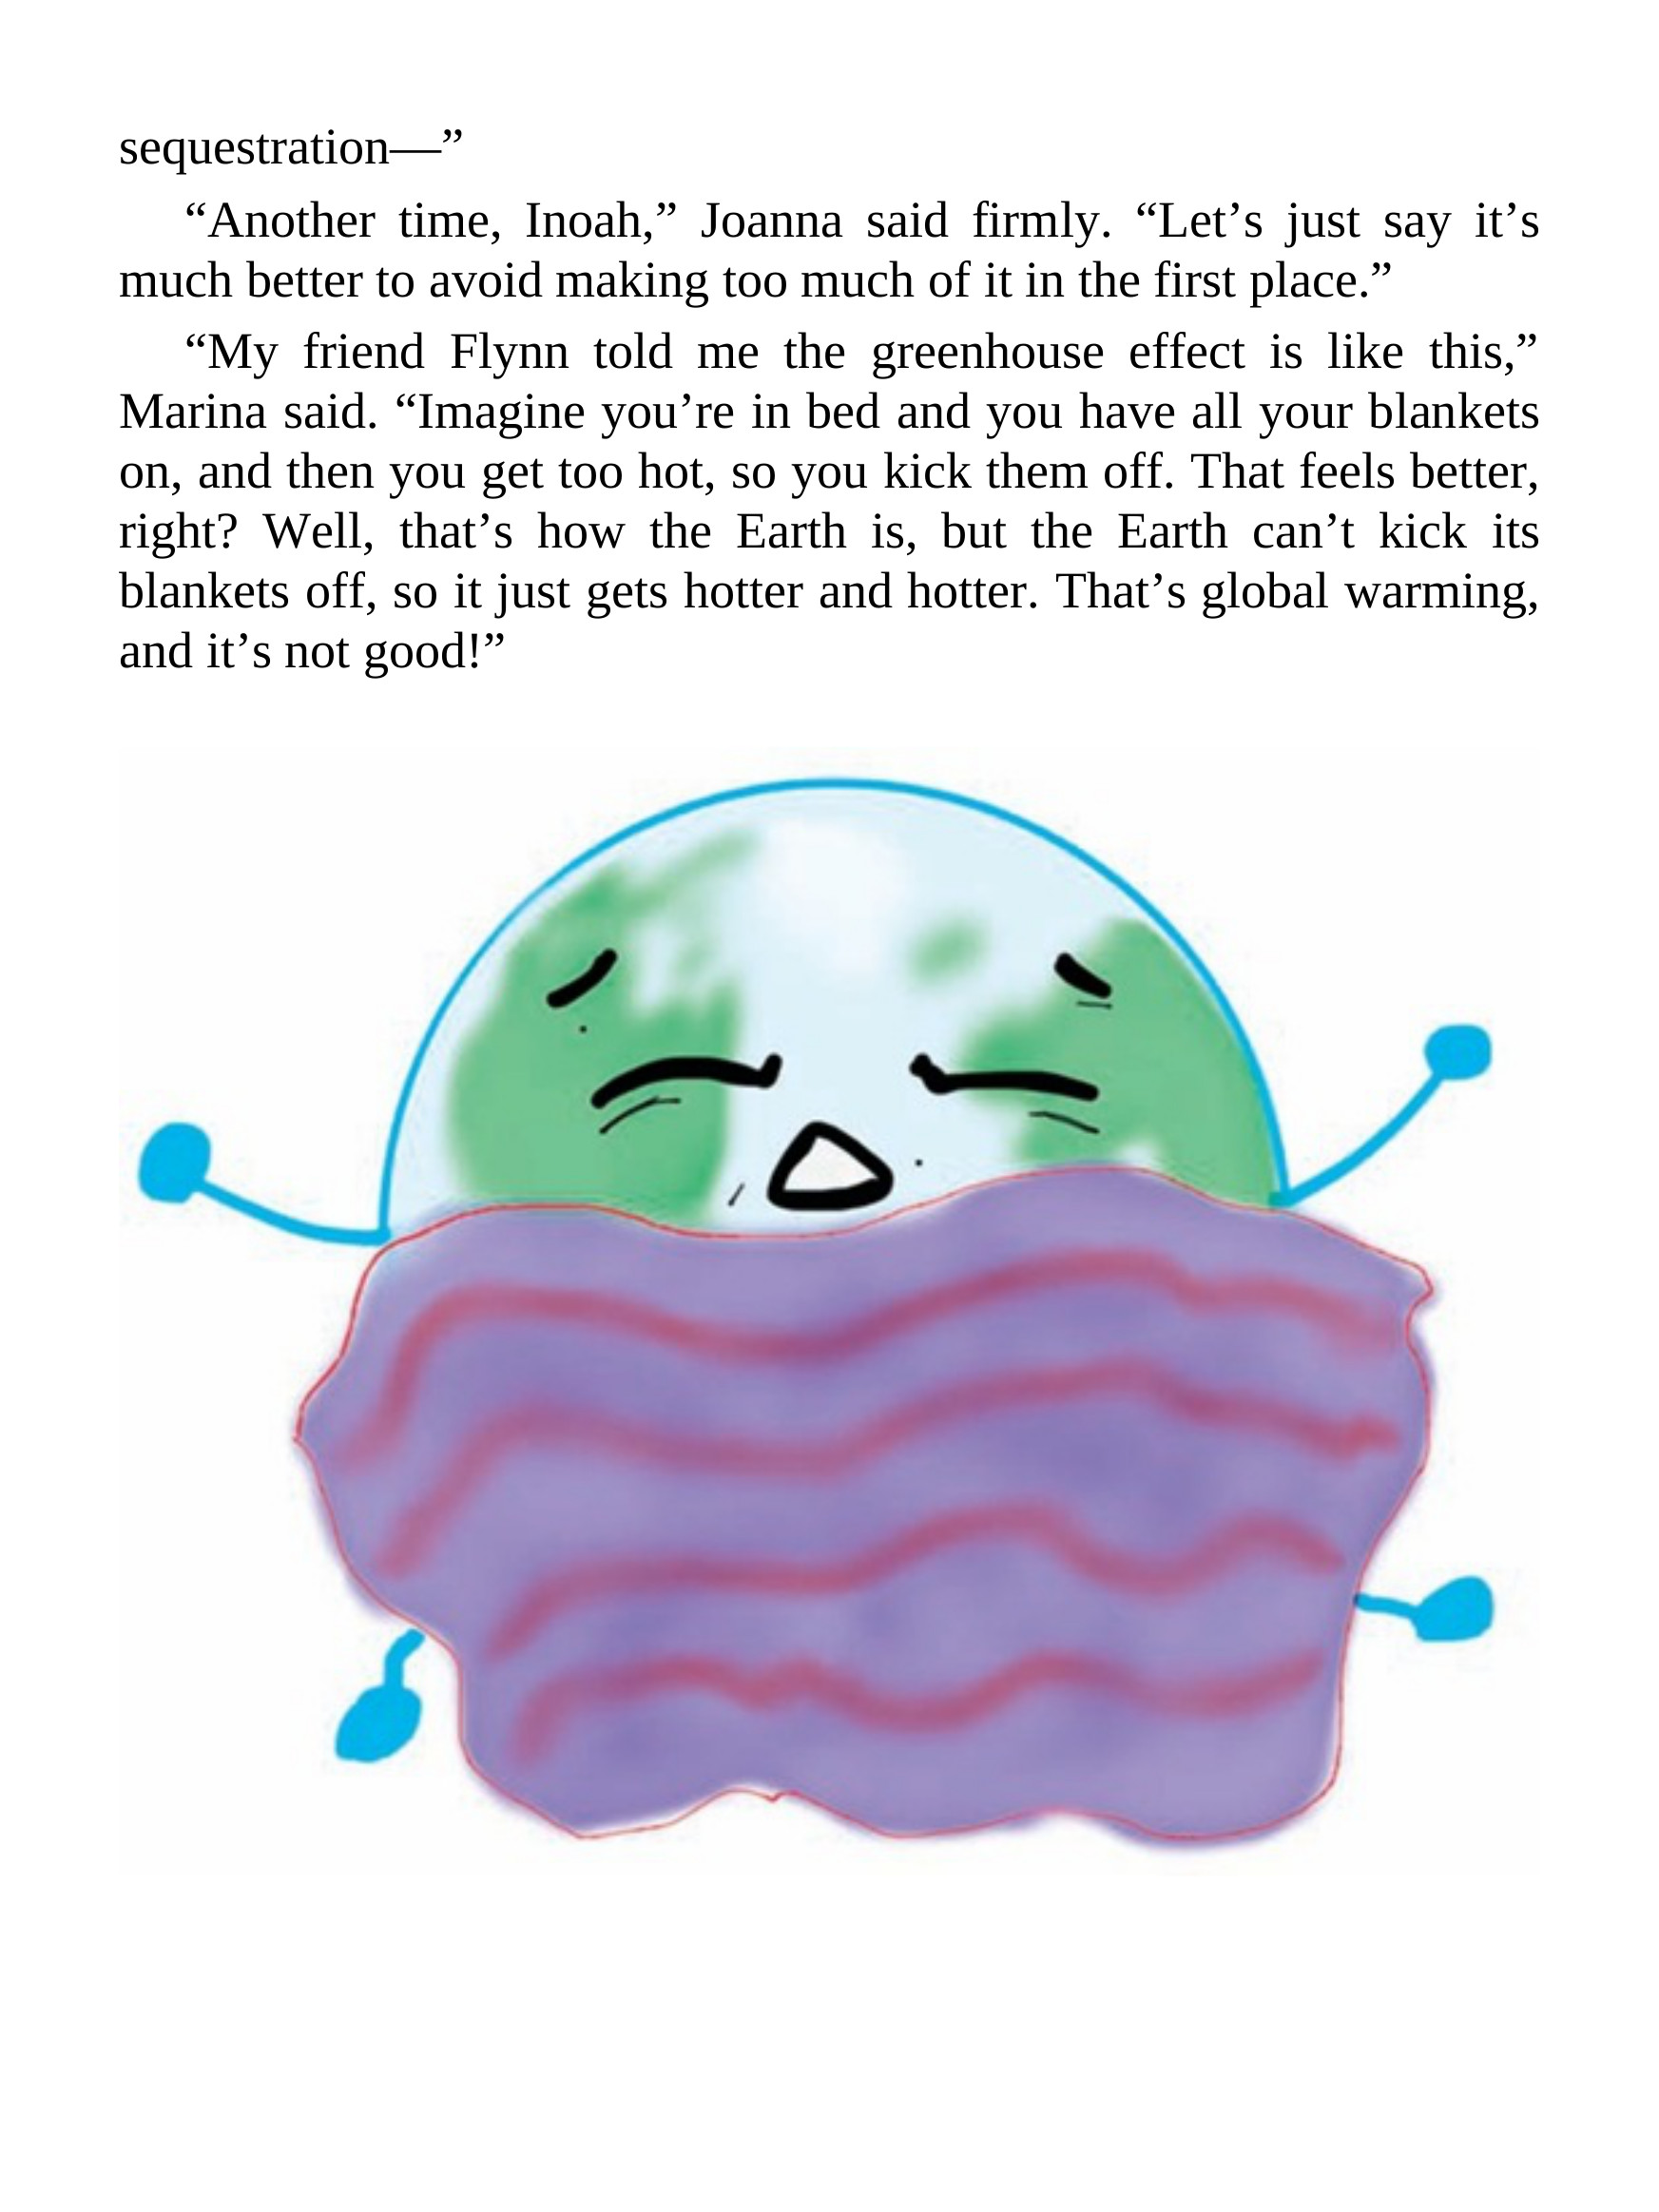 sequestration—”
“Another time, Inoah,” Joanna said firmly. “Let’s just say it’s
much better to avoid making too much of it in the first place.”
“My friend Flynn told me the greenhouse effect is like this,”
Marina said. “Imagine you’re in bed and you have all your blankets
on, and then you get too hot, so you kick them off. That feels better,
right? Well, that’s how the Earth is, but the Earth can’t kick its
blankets off, so it just gets hotter and hotter. That’s global warming,
and it’s not good!”